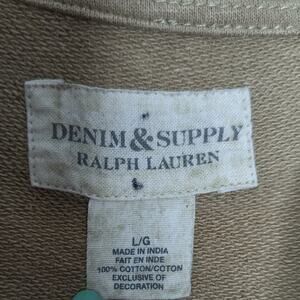 DENIM & SUPPLY
RALPH LAUREN
L/G
MADE IN INDIA
FAIT EN INDE
100% COTTON/COTON
EXCLUSIVE OF
DECORATION